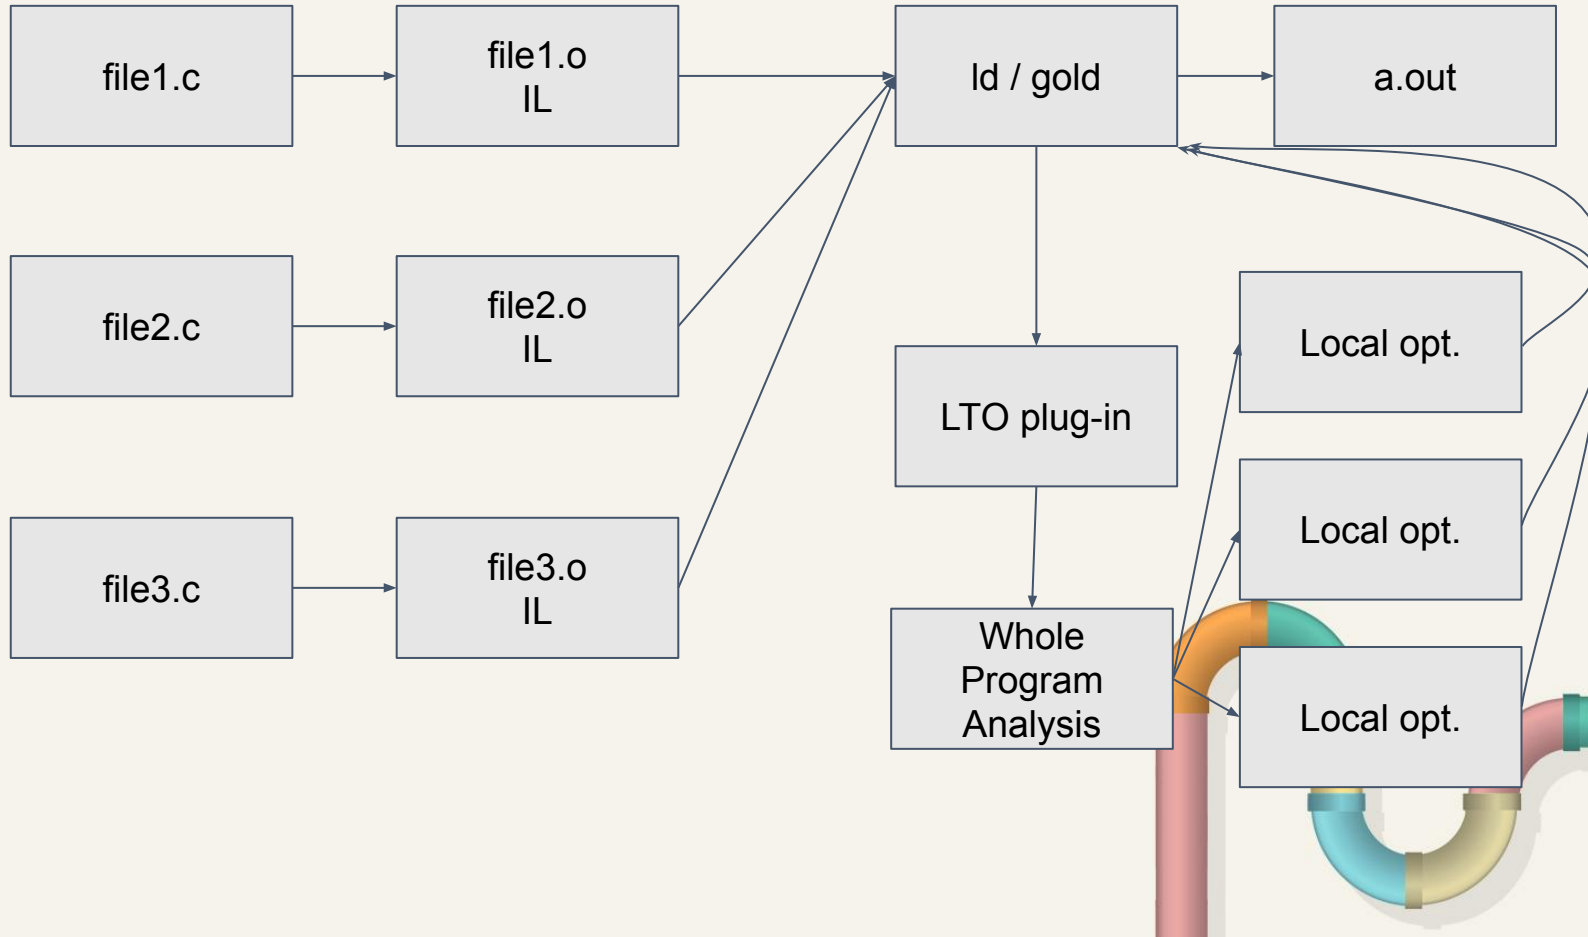 file1.c
file1.o
IL
ld / gold
a.out
file2.c
file2.o
IL
Local opt.
LTO plug-in
Local opt.
file3.c
file3.o
IL
Whole
Program
Analysis
Local opt.